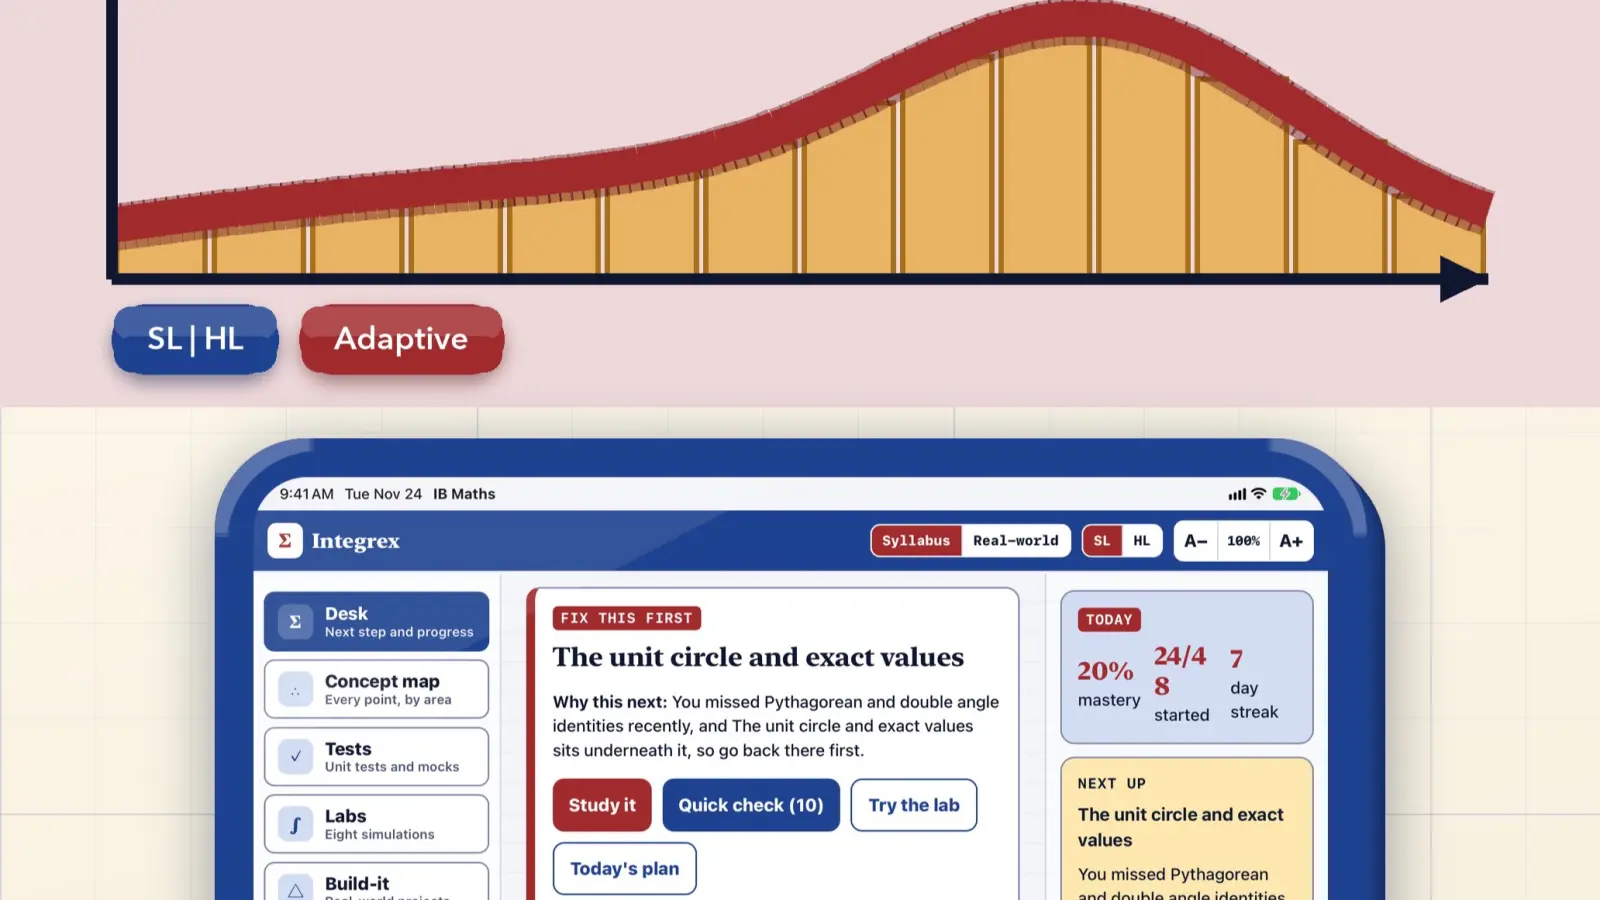 SL | HL
Adaptive
9:41 AM Tue Nov 24 IB Maths
Σ Integrex
Syllabus Real-world
SL HL
A− 100% A+
Σ Desk
Next step and progress
Concept map
Every point, by area
✓ Tests
Unit tests and mocks
∫ Labs
Eight simulations
△ Build-it
FIX THIS FIRST
The unit circle and exact values
Why this next: You missed Pythagorean and double angle
identities recently, and The unit circle and exact values
sits underneath it, so go back there first.
Study it
Quick check (10)
Try the lab
Today's plan
TODAY
20%
mastery
24/4
8
started
7
day
streak
NEXT UP
The unit circle and exact
values
You missed Pythagorean
and double angle identities